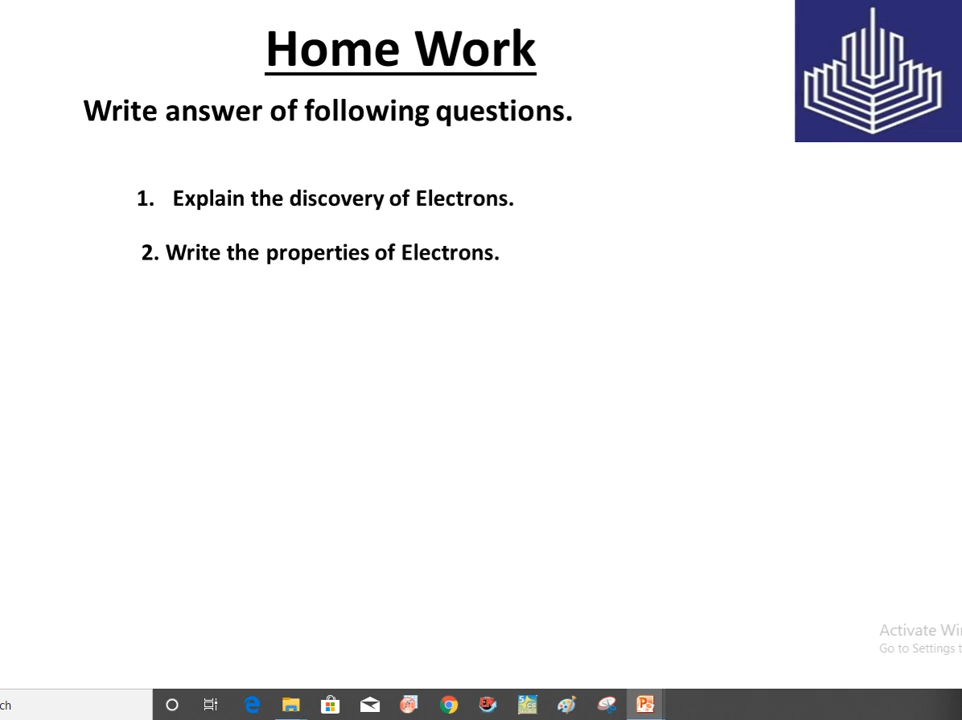 Home Work
Write answer of following questions.
1. Explain the discovery of Electrons.
2. Write the properties of Electrons.
Activate Wi
Go to Settings t
ch